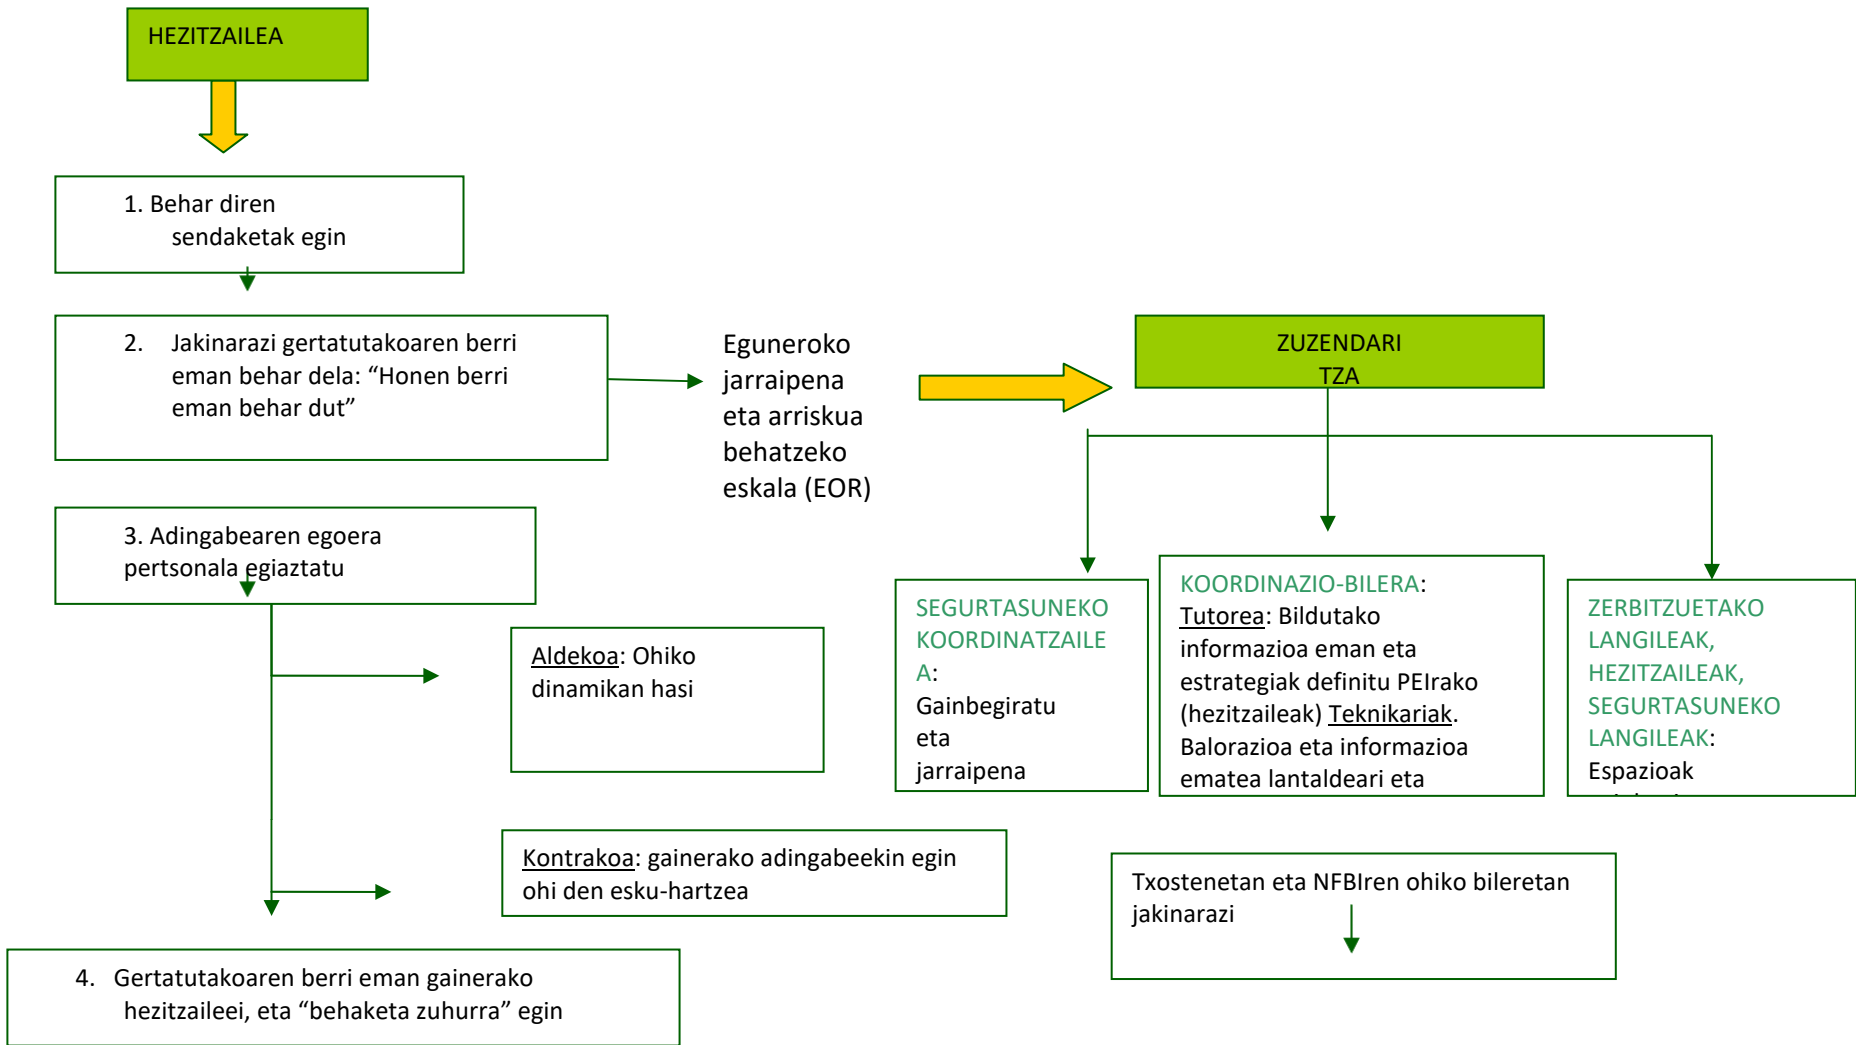 HEZITZAILEA
1. Behar diren
sendaketak egin
2. Jakinarazi gertatutakoaren berri
eman behar dela: “Honen berri
eman behar dut”
Eguneroko
jarraipena
eta arriskua
behatzeko
eskala (EOR)
ZUZENDARI
TZA
3. Adingabearen egoera
pertsonala egiaztatu
Aldekoa: Ohiko
dinamikan hasi
Kontrakoa: gainerako adingabeekin egin
ohi den esku-hartzea
4. Gertatutakoaren berri eman gainerako
hezitzaileei, eta “behaketa zuhurra” egin
SEGURTASUNEKO
KOORDINATZAILE
A:
Gainbegiratu
eta
jarraipena
KOORDINAZIO-BILERA:
Tutorea: Bildutako
informazioa eman eta
estrategiak definitu PEIrako
(hezitzaileak) Teknikariak.
Balorazioa eta informazioa
ematea lantaldeari eta
ZERBITZUETAKO
LANGILEAK,
HEZITZAILEAK,
SEGURTASUNEKO
LANGILEAK:
Espazioak
Txostenetan eta NFBIren ohiko bileretan
jakinarazi